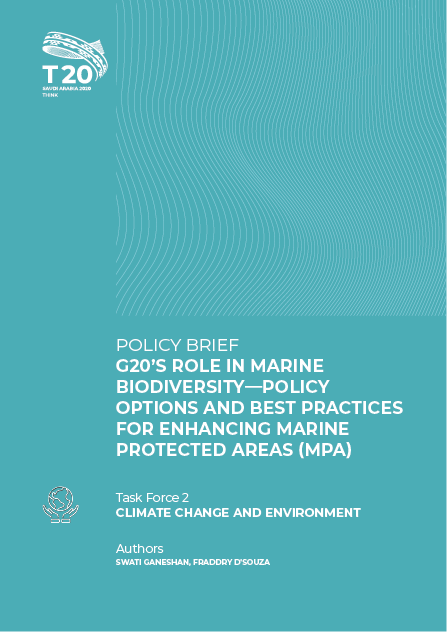 T20
SAUDI ARABIA 2020
THINK
POLICY BRIEF
G20'S ROLE IN MARINE
BIODIVERSITY—POLICY
OPTIONS AND BEST PRACTICES
FOR ENHANCING MARINE
PROTECTED AREAS (MPA)
Task Force 2
CLIMATE CHANGE AND ENVIRONMENT
Authors
SWATI GANESHAN, FRADDRY D'SOUZA